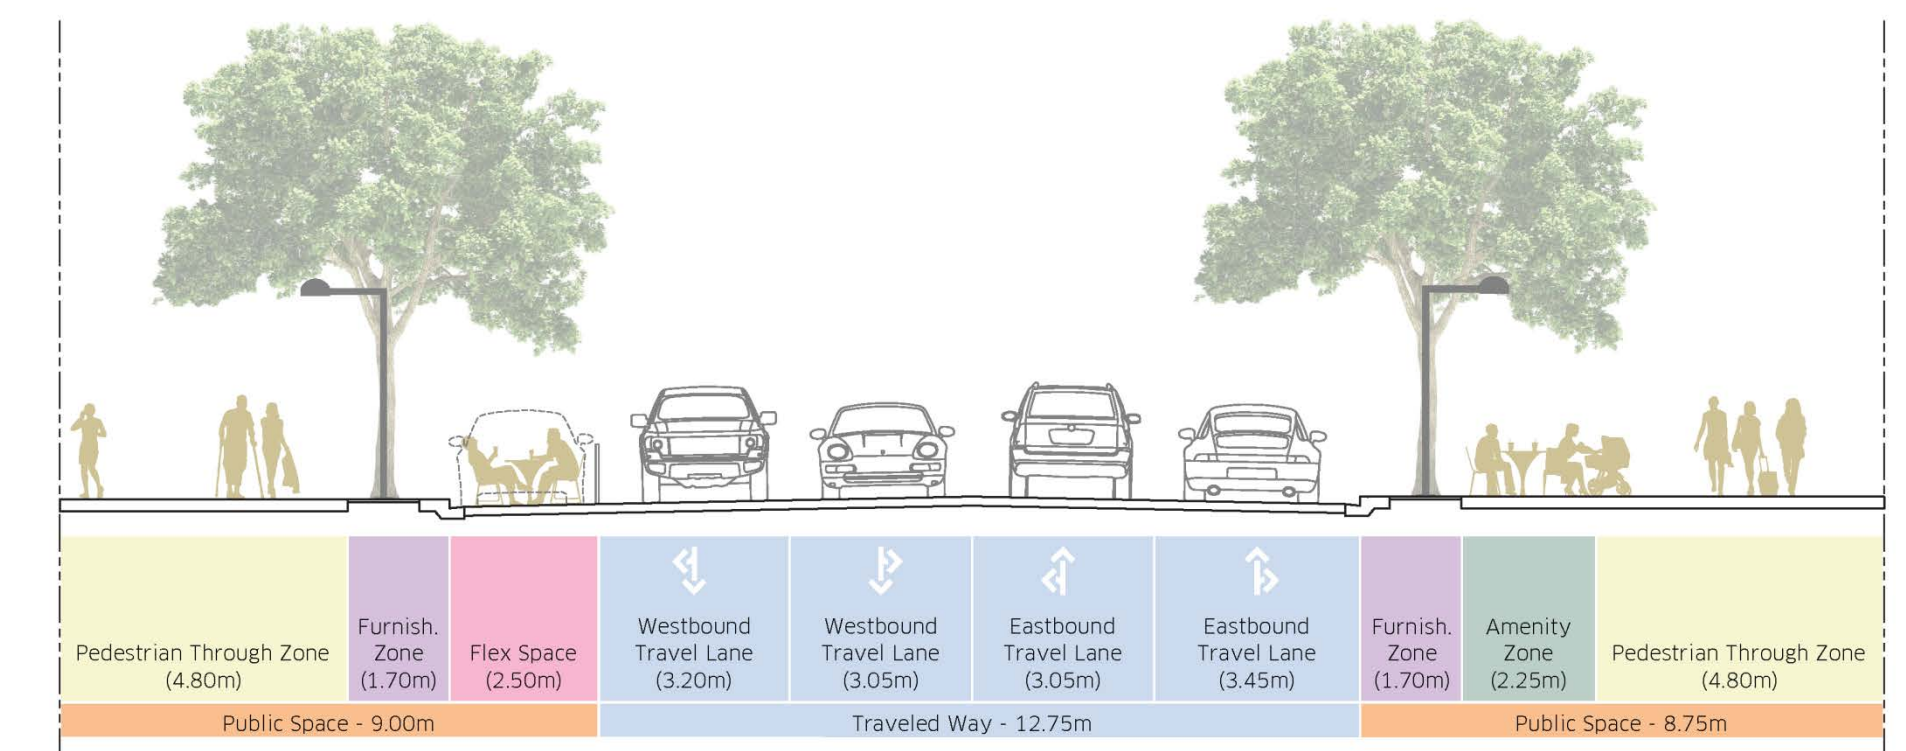 Pedestrian Through Zone
(4.80m)
Furnish.
Zone
(1.70m)
Flex Space
(2.50m)
Westbound
Travel Lane
(3.20m)
Westbound
Travel Lane
(3.05m)
Eastbound
Travel Lane
(3.05m)
Eastbound
Travel Lane
(3.45m)
Furnish.
Zone
(1.70m)
Amenity
Zone
(2.25m)
Pedestrian Through Zone
(4.80m)
Public Space - 9.00m
Traveled Way - 12.75m
Public Space - 8.75m